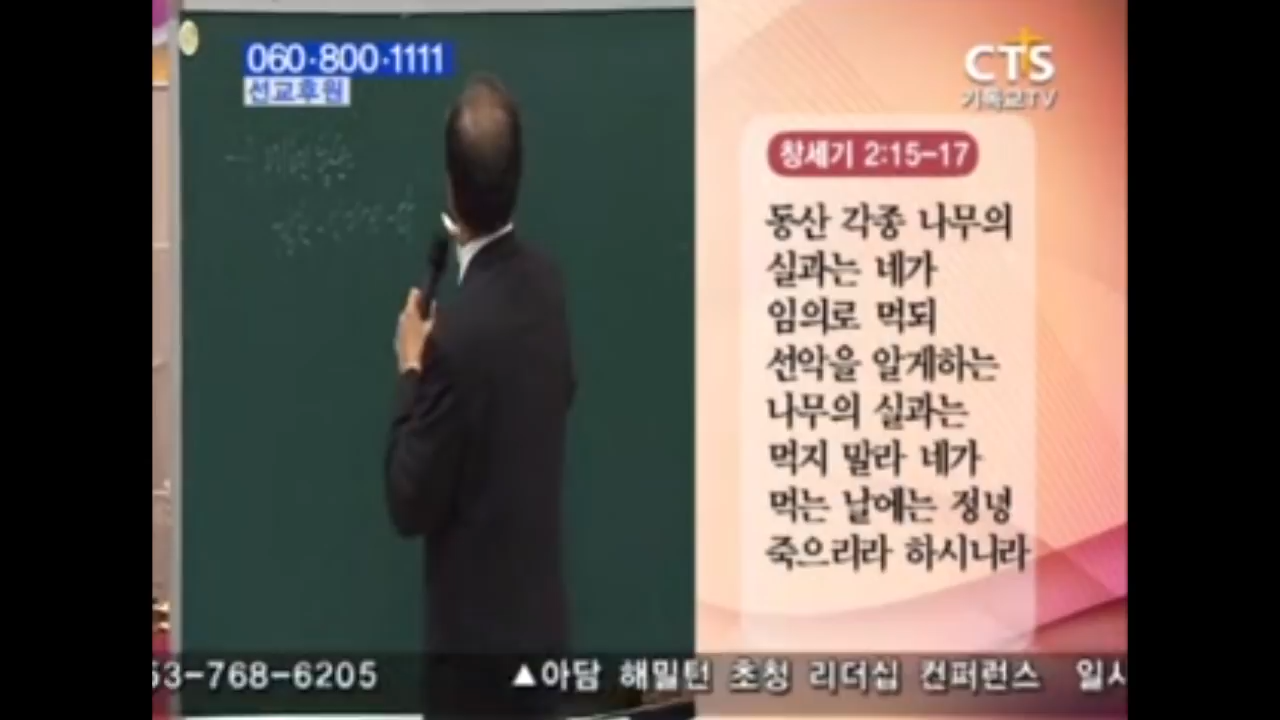 060·800·1111
선교후원
CTS
기독교TV
창세기 2:15-17
동산 각종 나무의
실과는 네가
임의로 먹되
선악을 알게하는
나무의 실과는
먹지 말라 네가
먹는 날에는 정녕
죽으리라 하시니라
53-768-6205 ▲아담 해밀턴 초청 리더십 컨퍼런스 일시